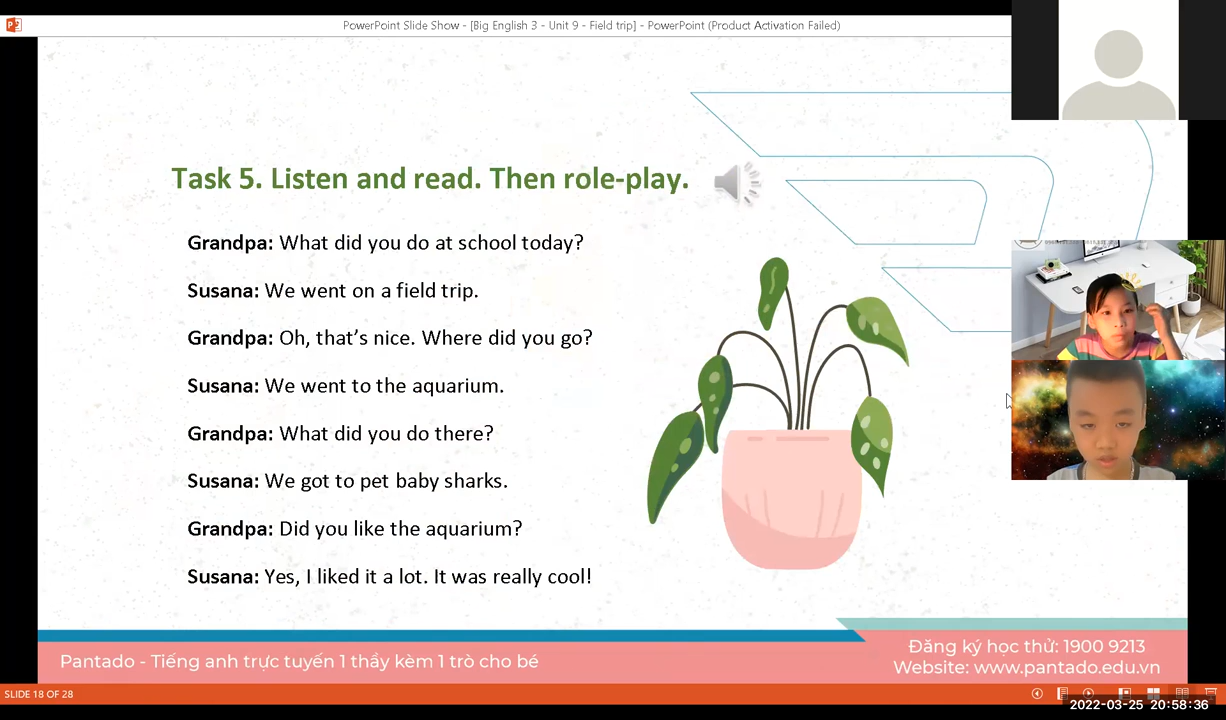 PowerPoint Slide Show - [Big English 3 - Unit 9 - Field trip] - PowerPoint (Product Activation Failed)
Task 5. Listen and read. Then role-play.
Grandpa: What did you do at school today?
Susana: We went on a field trip.
Grandpa: Oh, that’s nice. Where did you go?
Susana: We went to the aquarium.
Grandpa: What did you do there?
Susana: We got to pet baby sharks.
Grandpa: Did you like the aquarium?
Susana: Yes, I liked it a lot. It was really cool!
Pantado - Tiếng anh trực tuyến 1 thầy kèm 1 trò cho bé
Đăng ký học thử: 1900 9213
Website: www.pantado.edu.vn
SLIDE 18 OF 28
2022-03-25 20:58:36